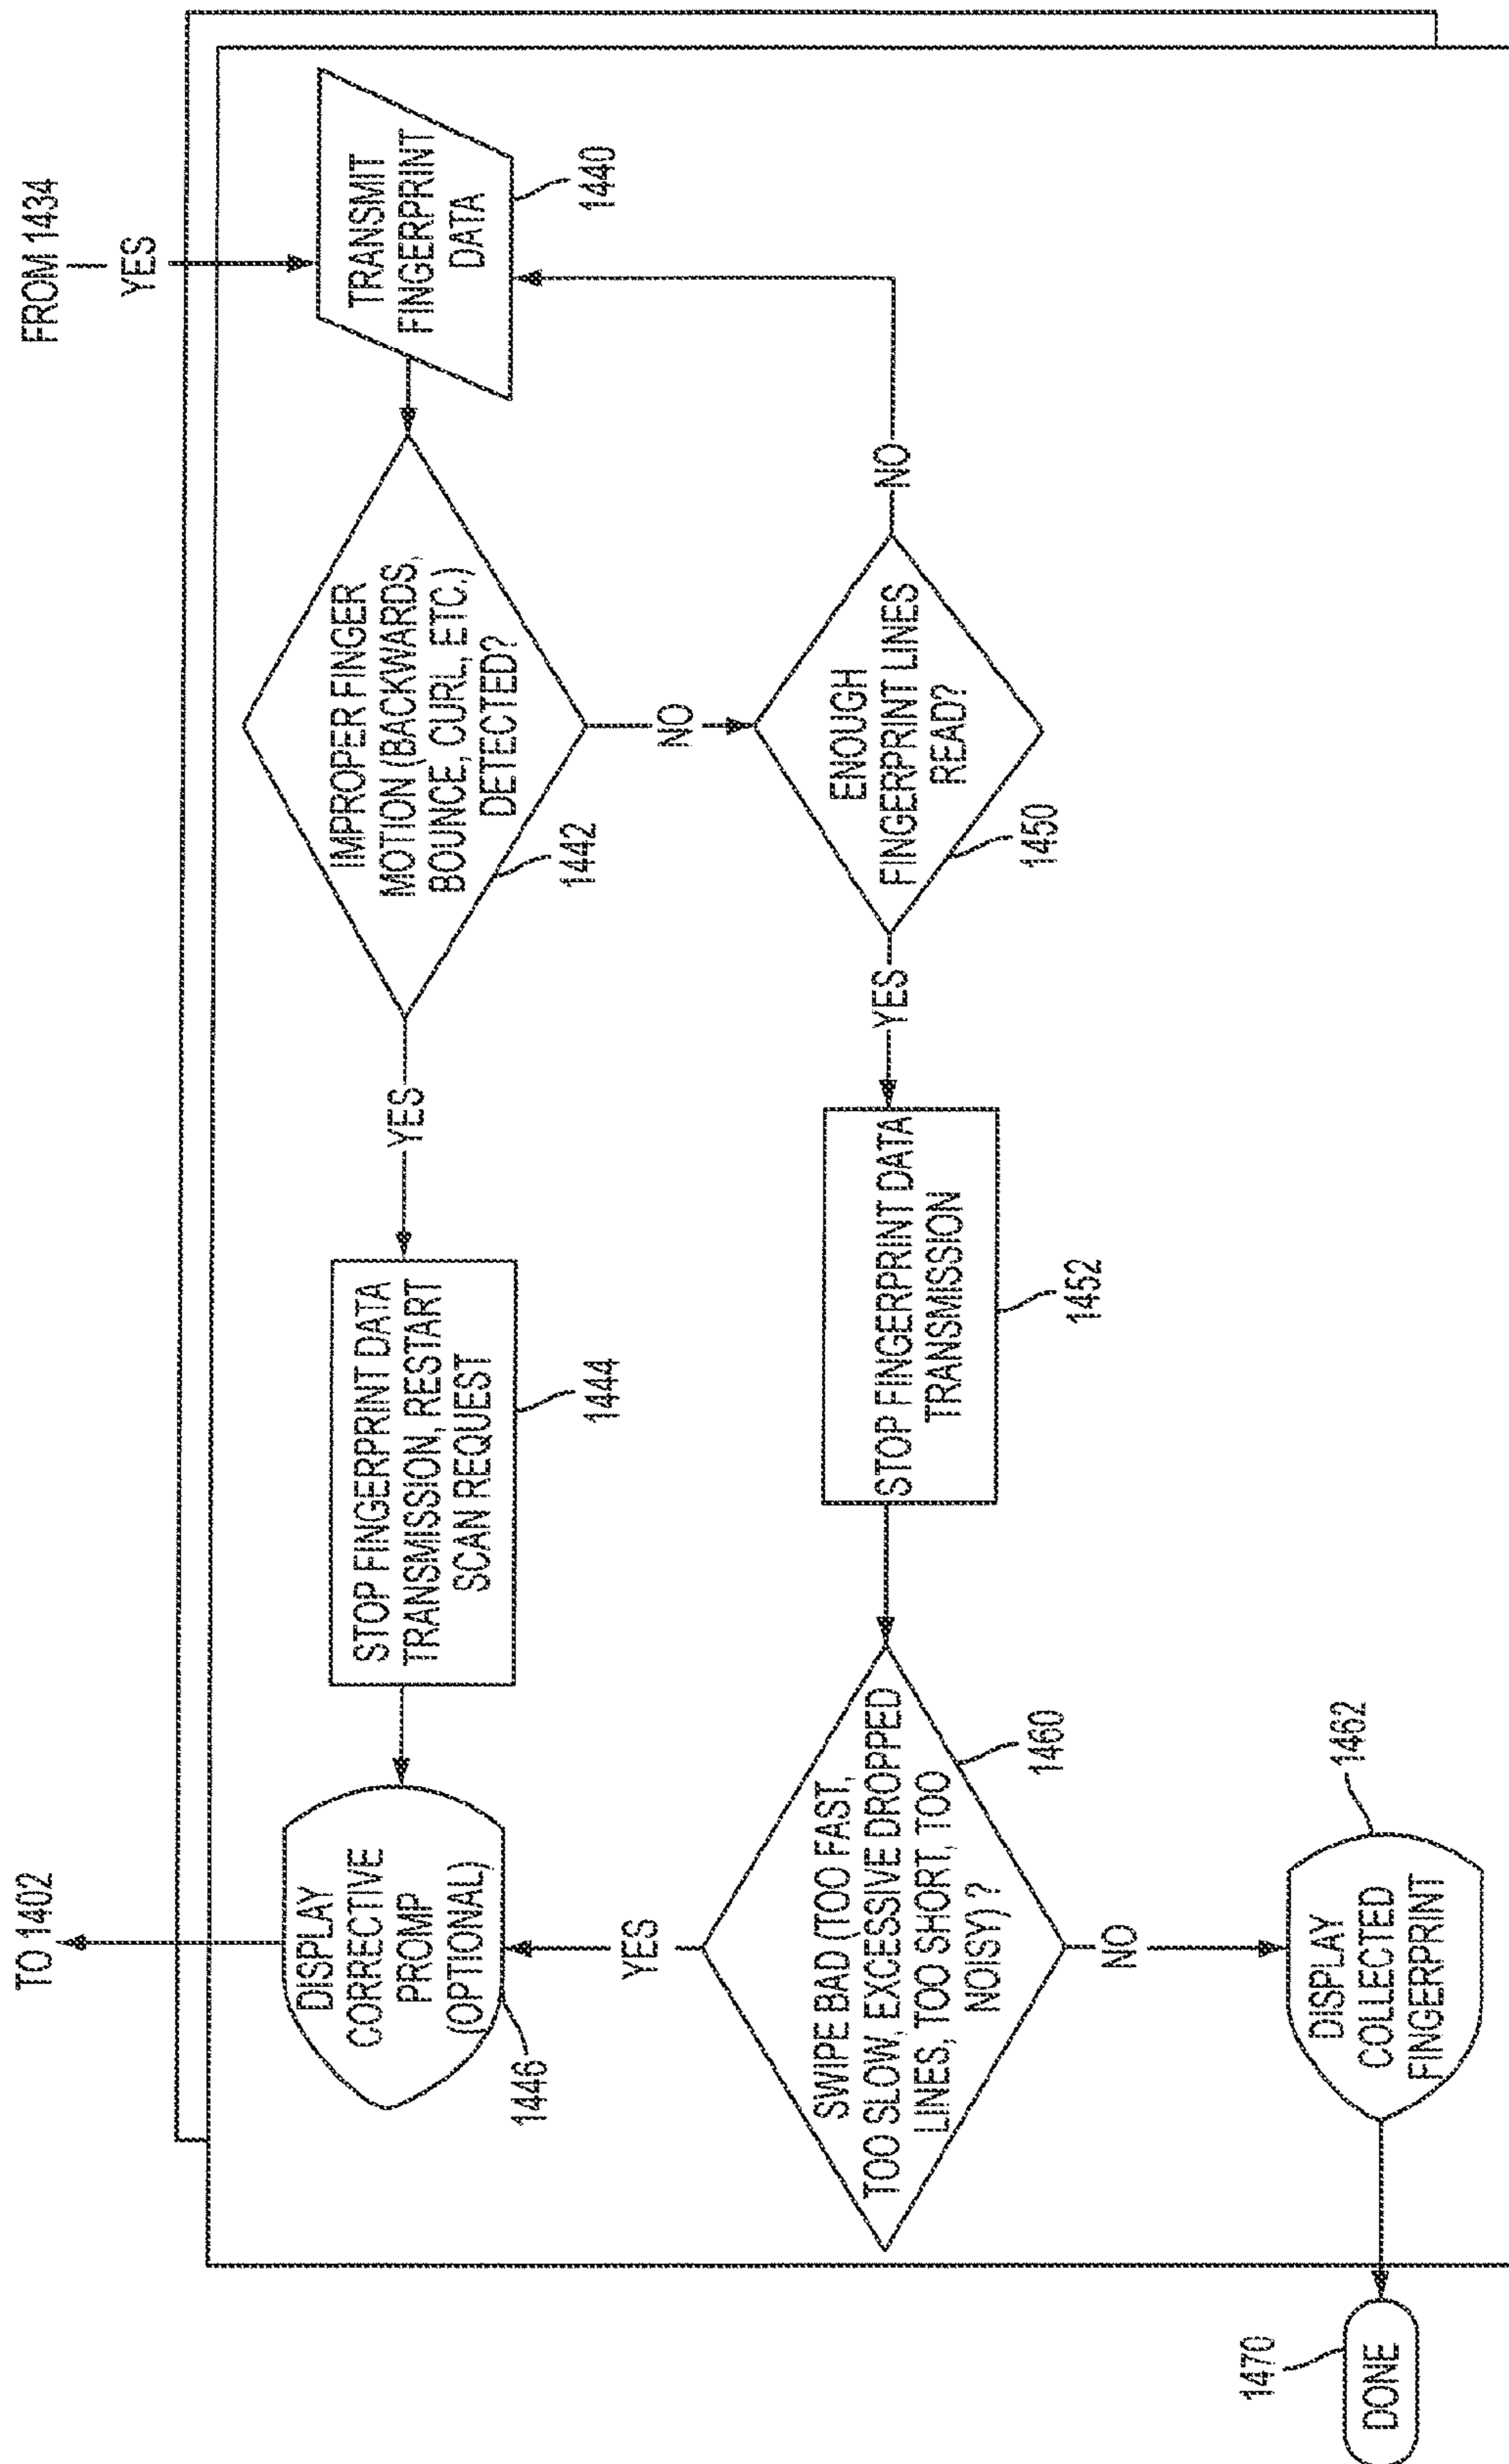 FROM 1434
YES
TRANSMIT
FINGERPRINT
DATA
1440
IMPROPER FINGER
MOTION (BACKWARDS,
BOUNCE, CURL, ETC.)
DETECTED?
1442
YES
STOP FINGERPRINT DATA
TRANSMISSION, RESTART
SCAN REQUEST
1444
DISPLAY
CORRECTIVE
PROMP
(OPTIONAL)
1446
TO 1402
NO
ENOUGH
FINGERPRINT LINES
READ?
1450
NO
YES
STOP FINGERPRINT DATA
TRANSMISSION
1452
SWIPE BAD (TOO FAST,
TOO SLOW, EXCESSIVE DROPPED
LINES, TOO SHORT, TOO
NOISY) ?
1460
YES
NO
DISPLAY
COLLECTED
FINGERPRINT
1462
DONE
1470